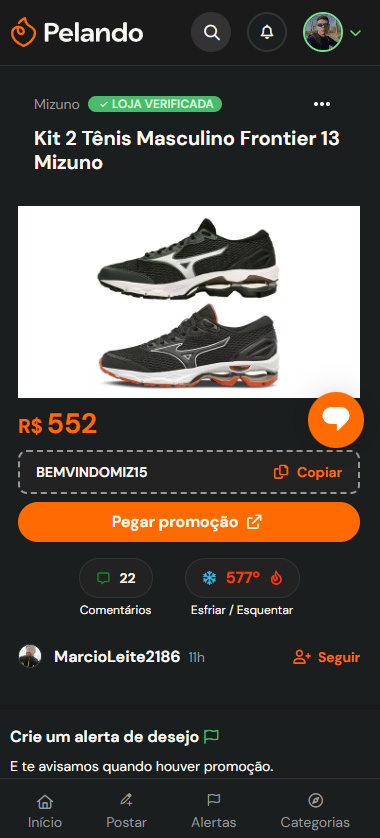 Pelando
Mizuno
LOJA VERIFICADA
Kit 2 Tênis Masculino Frontier 13
Mizuno
R$ 552
BEMVINDOMIZ15
Copiar
Pegar promoção
22
577º
Comentários
Esfriar / Esquentar
MarcioLeite2186 11h
Seguir
Crie um alerta de desejo
E te avisamos quando houver promoção.
Início
Postar
Alertas
Categorias